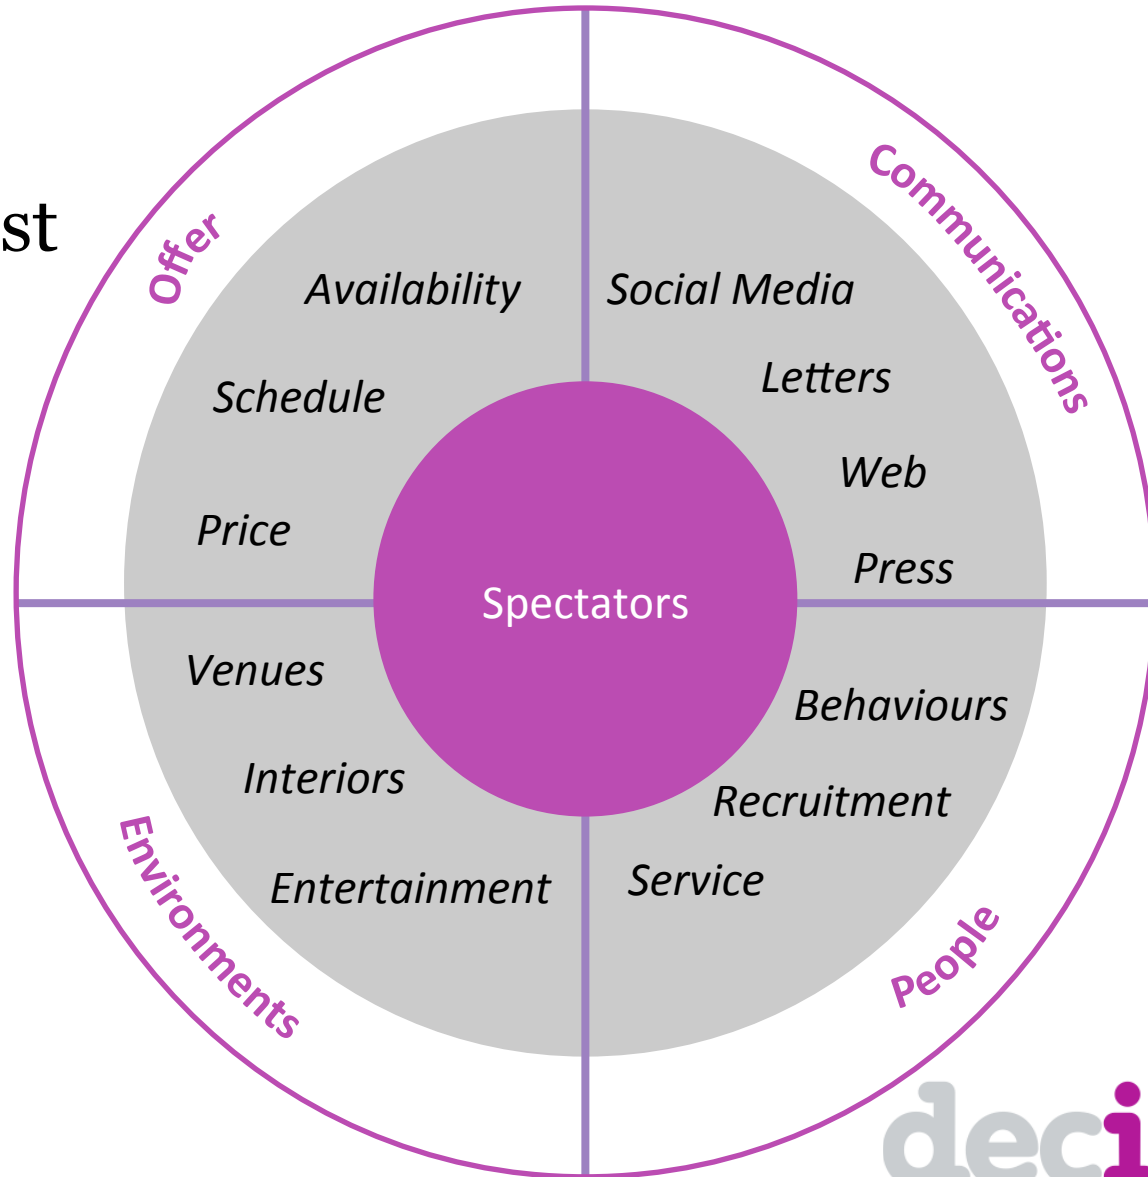 st
Offer
Communications
Availability
Social Media
Schedule
Letters
Web
Price
Press
Spectators
Venues
Behaviours
Interiors
Recruitment
Entertainment
Service
Environments
People
deci